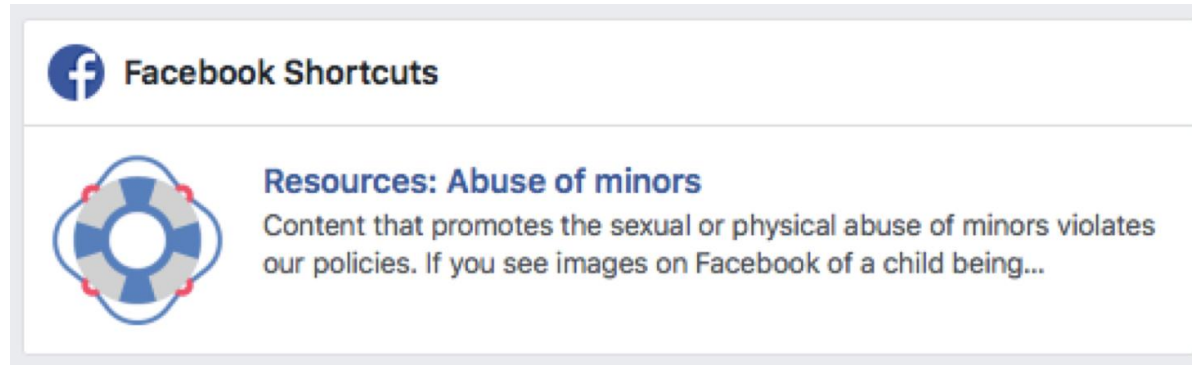 Facebook Shortcuts
Resources: Abuse of minors
Content that promotes the sexual or physical abuse of minors violates
our policies. If you see images on Facebook of a child being...